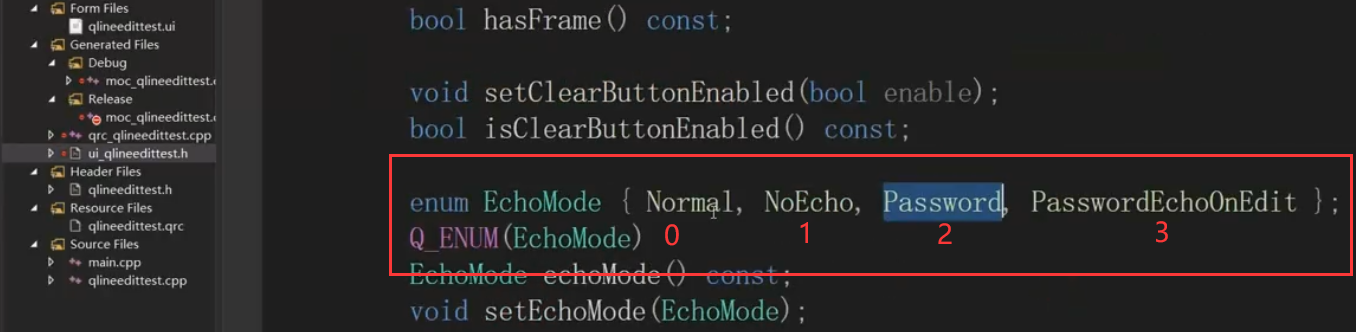 Form Files
qlineedittest.ui
Generated Files
Debug
moc_qlineedittest.c
Release
moc_qlineedittest.c
qrc_qlineedittest.cpp
ui_qlineedittest.h
Header Files
qlineedittest.h
Resource Files
qlineedittest.qrc
Source Files
main.cpp
qlineedittest.cpp
bool hasFrame() const;
void setClearButtonEnabled(bool enable);
bool isClearButtonEnabled() const;
enum EchoMode { Normal, NoEcho, Password, PasswordEchoOnEdit };
0 1 2 3
Q_ENUM(EchoMode)
EchoMode echoMode() const;
void setEchoMode(EchoMode);